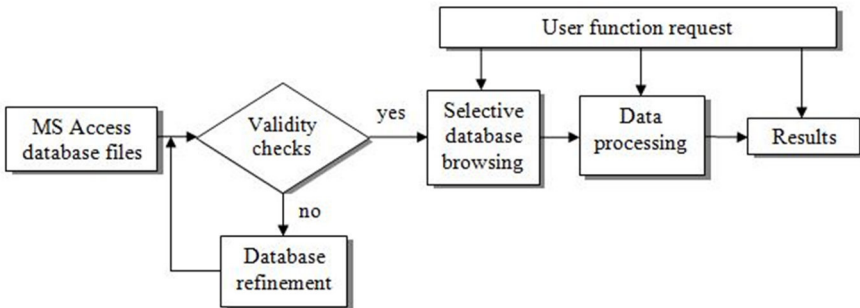 User function request
MS Access
database files
Validity
checks
yes
no
Selective
database
browsing
Data
processing
Results
Database
refinement